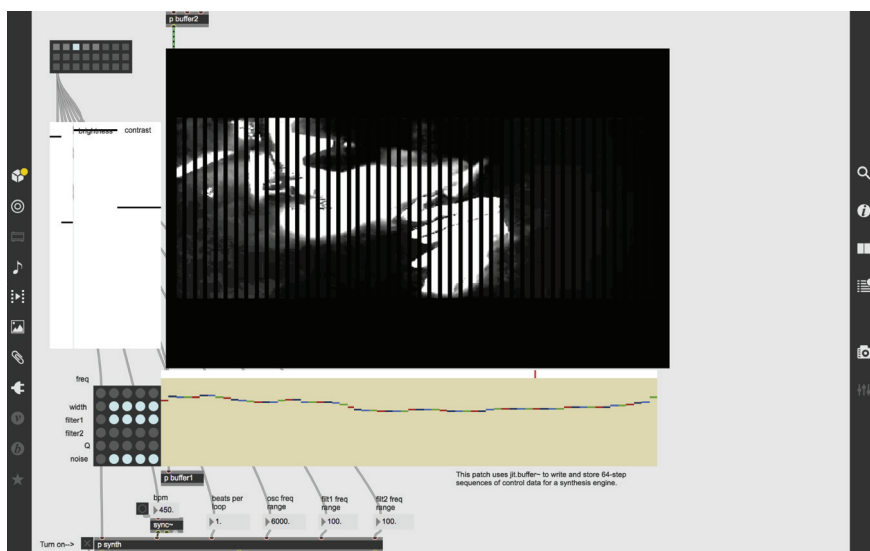 p buffer2
brightness contrast
freq
width
filter1
filter2
Q
noise
p buffer1
This patch uses jit.buffer~ to write and store 64-step
sequences of control data for a synthesis engine.
bpm
450.
sync~
beats per
loop
1.
osc freq
range
6000.
filt1 freq
range
100.
filt2 freq
range
100.
Turn on--> X p synth